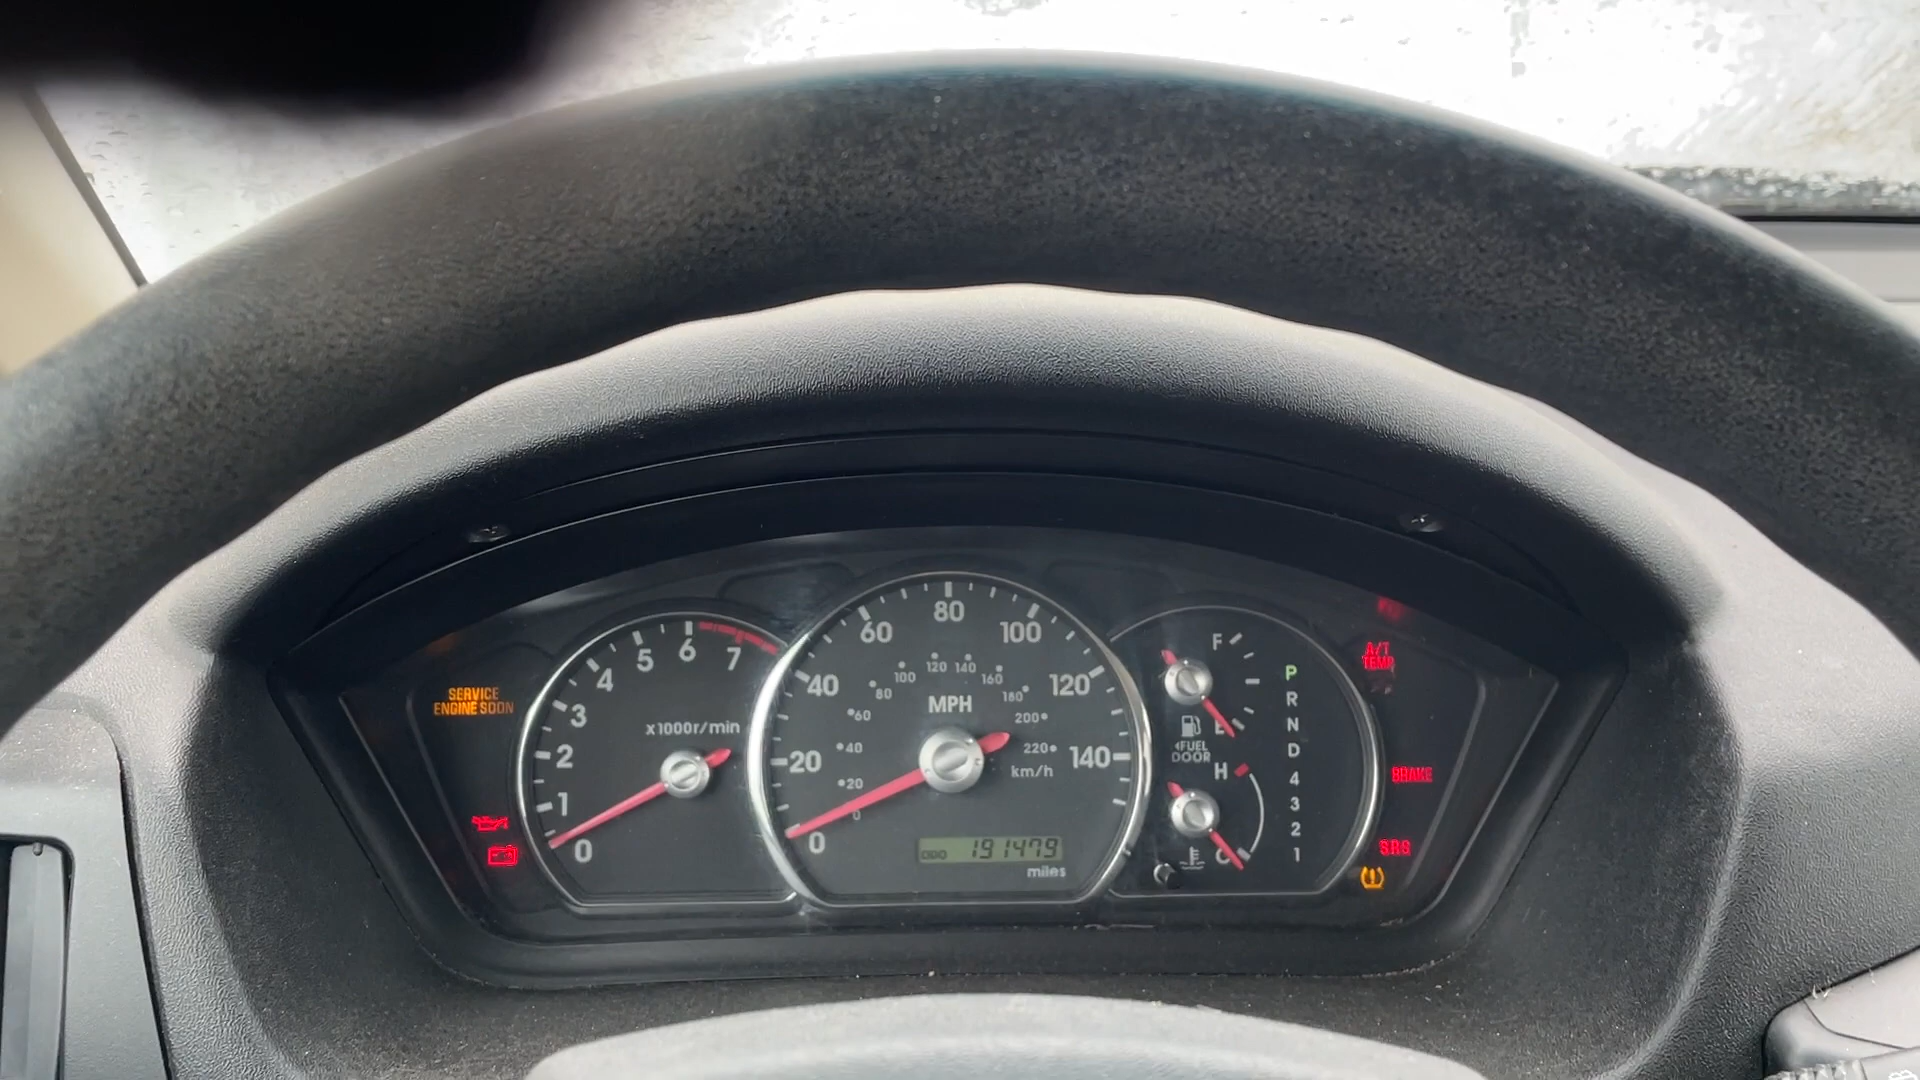 SERVICE
ENGINE SOON
0
1
2
3
4
5
6
7
x1000r/min
0
20
40
60
80
100
120
140
MPH
0
20
40
60
80
100
120
140
160
180
200
220
km/h
ODO 191479
miles
F
E
FUEL
DOOR
H
C
P
R
N
D
4
3
2
1
A/T
TEMP
BRAKE
SRS